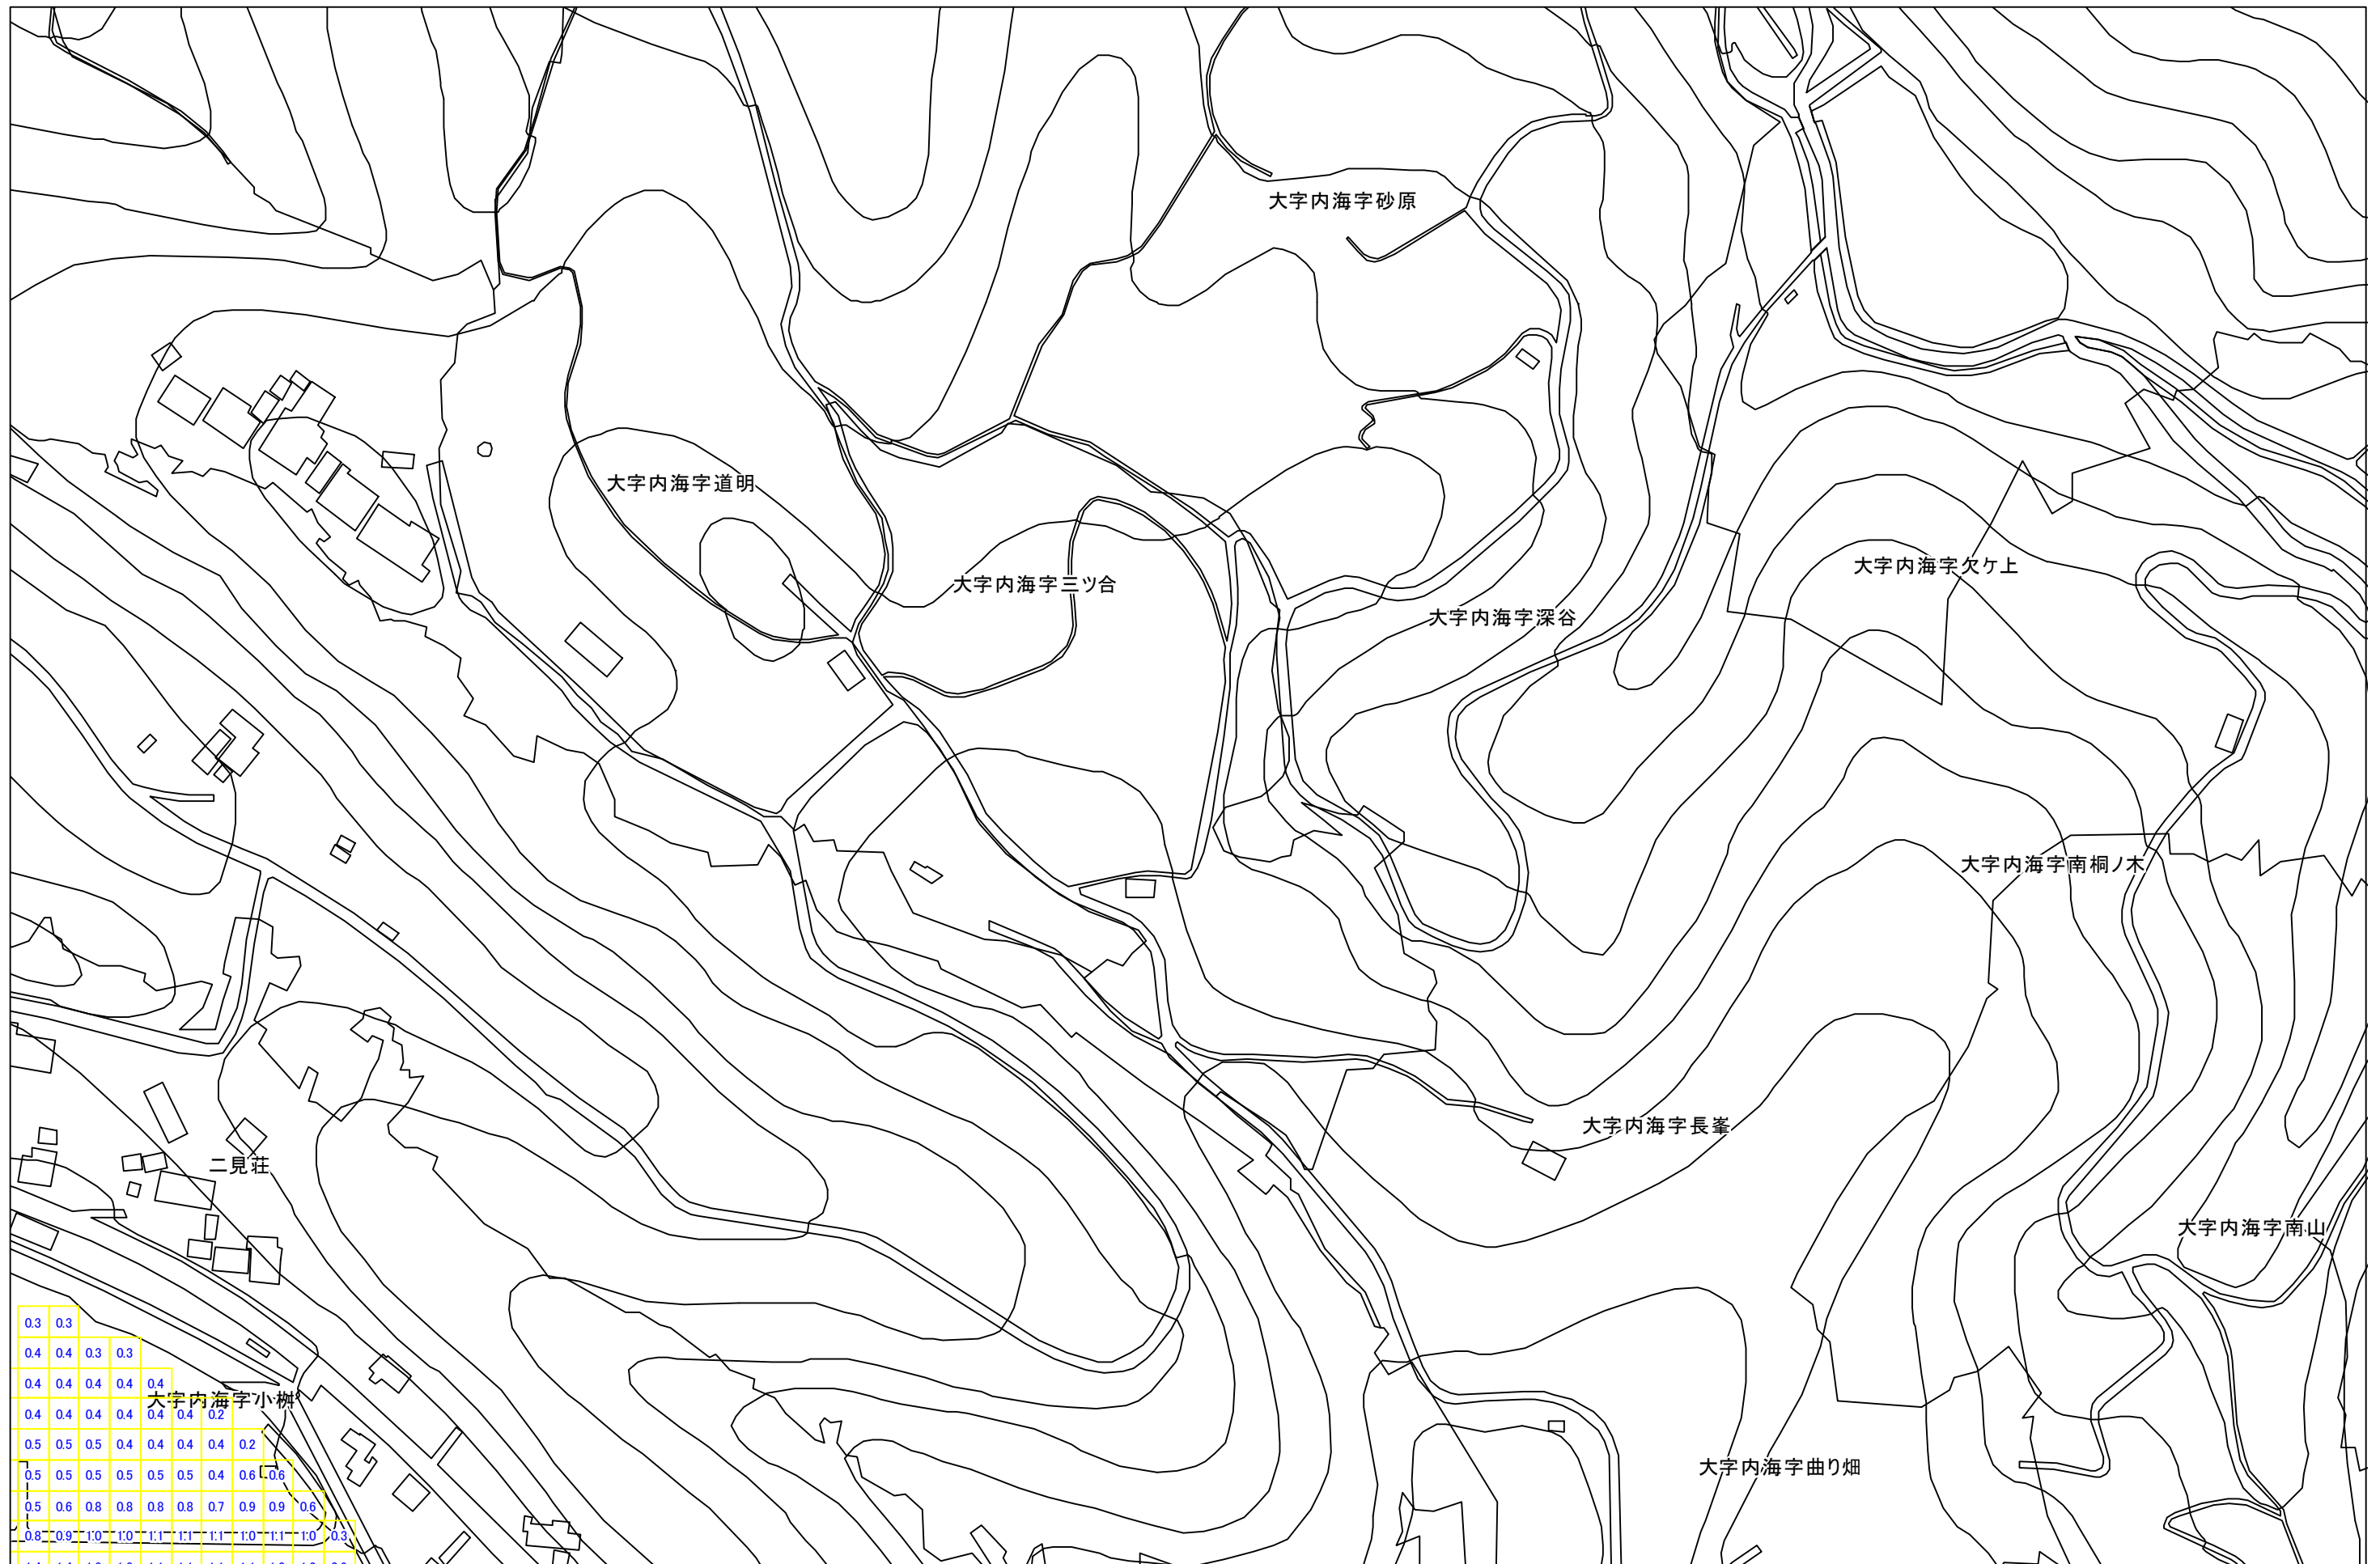 大字内海字砂原
大字内海字道明
大字内海字三ツ合
大字内海字欠ケ上
大字内海字深谷
大字内海字南桐ノ木
大字内海字長峯
二見荘
大字内海字南山
0.3 0.3
0.4 0.4 0.3 0.3
0.4 0.4 0.4 0.4 0.4
大字内海字小桝
0.4 0.4 0.4 0.4 0.4 0.4 0.2
0.5 0.5 0.5 0.4 0.4 0.4 0.4 0.2
大字内海字曲り畑
0.5 0.5 0.5 0.5 0.5 0.5 0.4 0.6 0.6
0.5 0.6 0.8 0.8 0.8 0.8 0.7 0.9 0.9 0.6
0.8 0.9 1.0 1.0 1.1 1.1 1.1 1.0 1.1 1.0 0.3